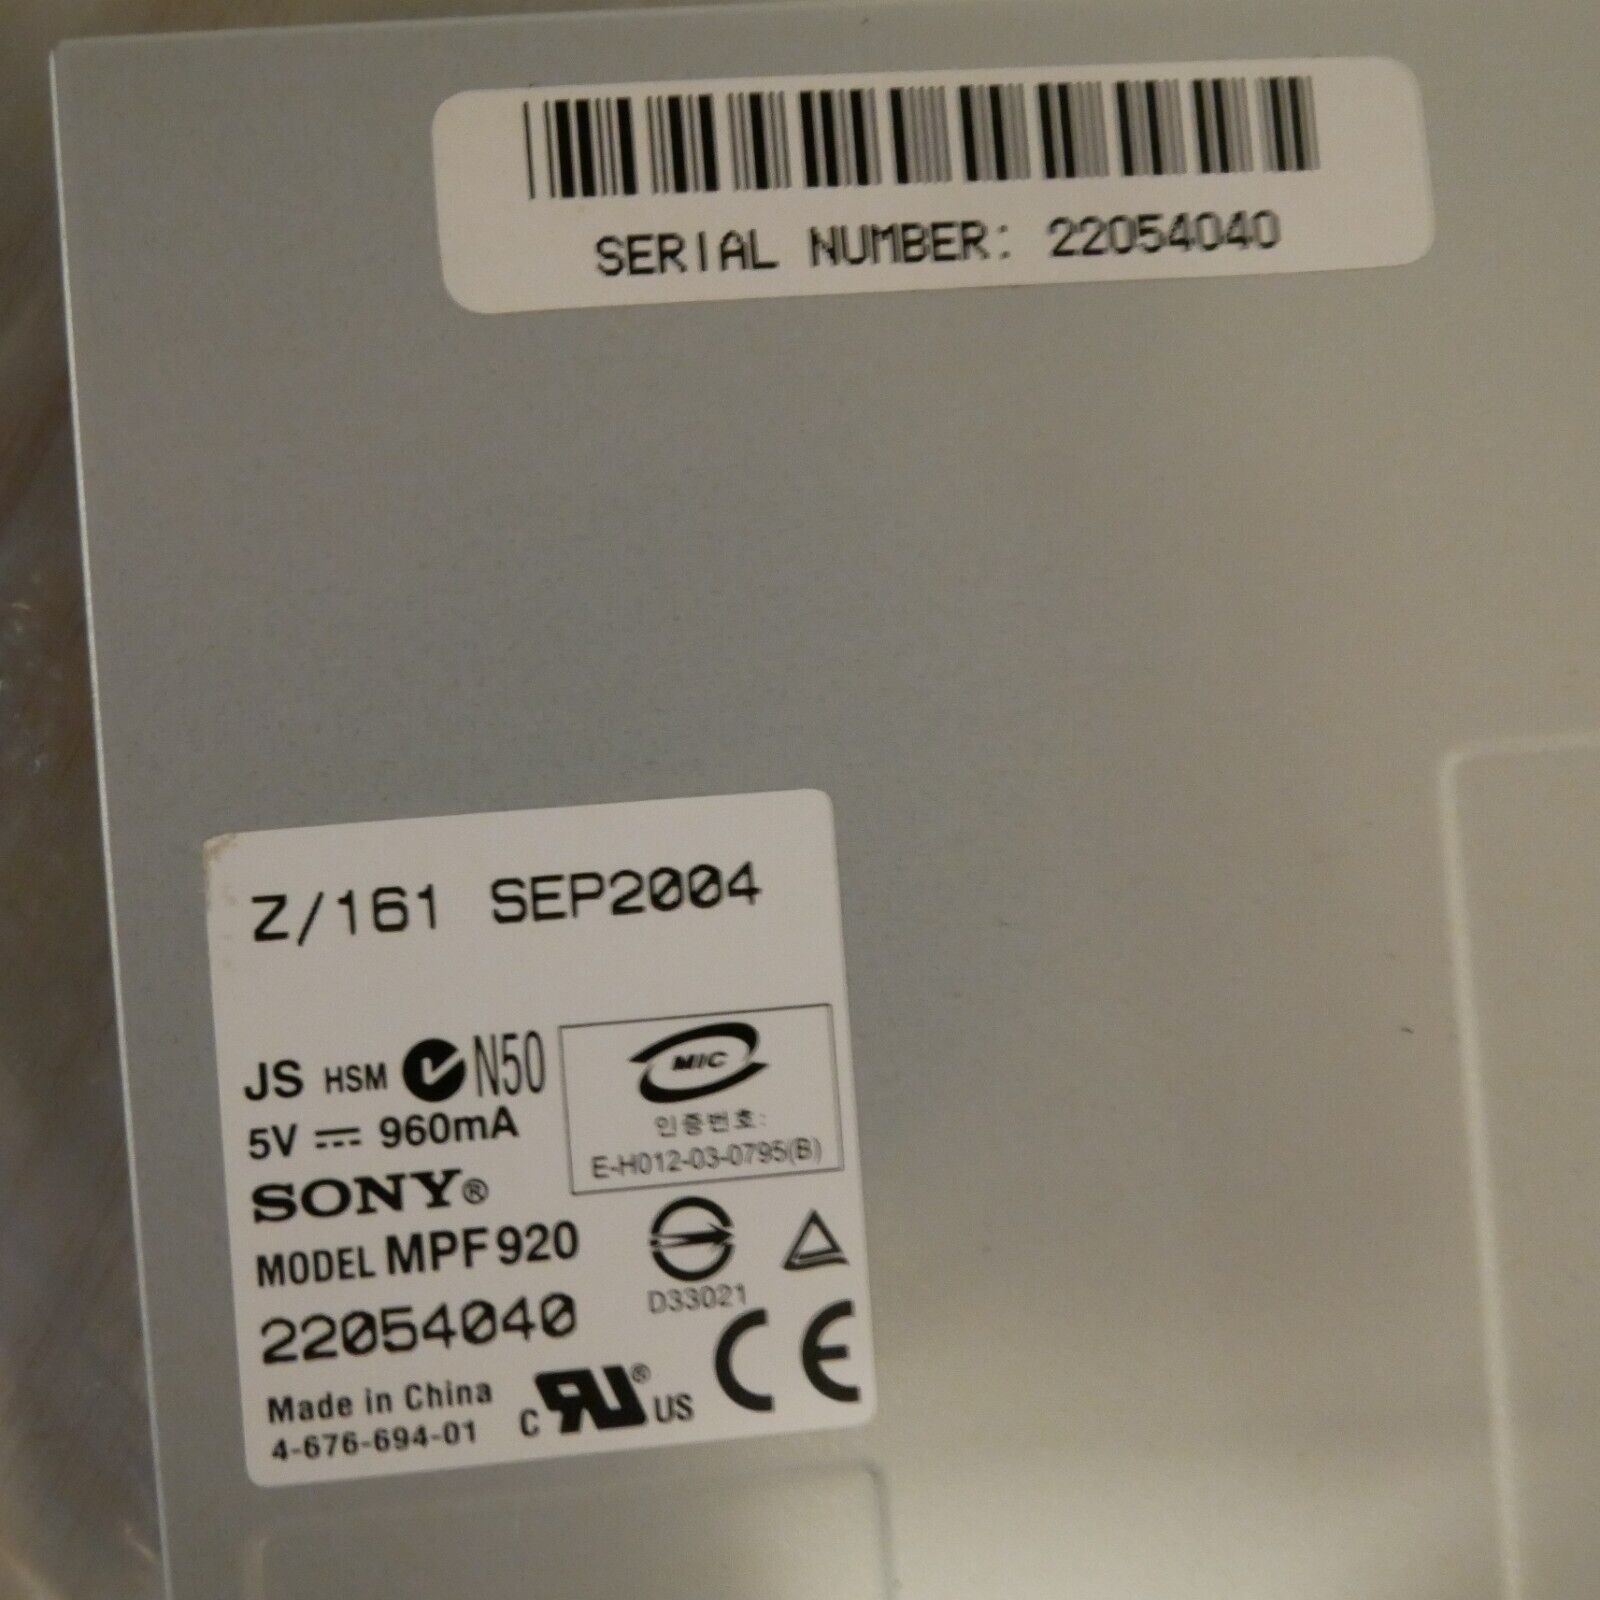 SERIAL NUMBER: 22054040
Z/161 SEP2004
JS HSM N50
5V 960mA
SONY®
MODEL MPF920
22054040
Made in China
4-676-694-01
MIC
인증번호:
E-H012-03-0795(B)
D33021
C RU® US
CE